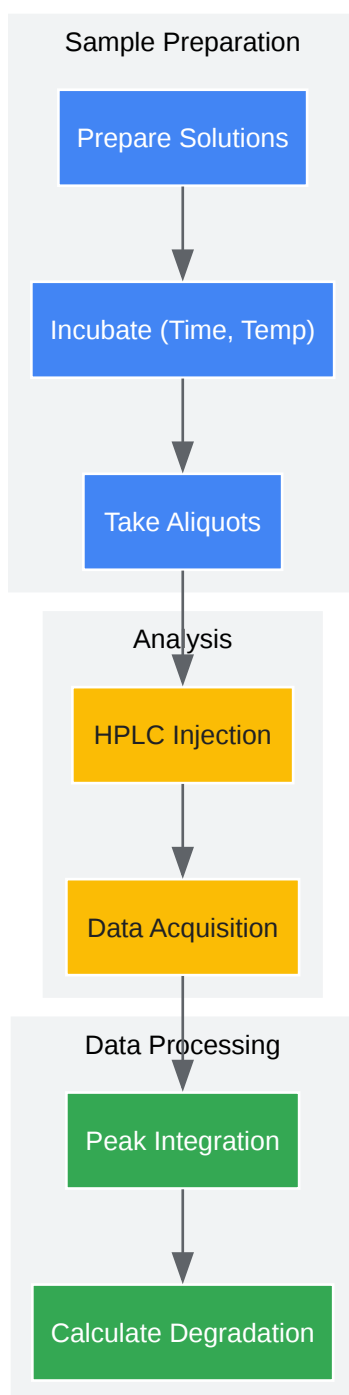 Sample Preparation
Prepare Solutions
Incubate (Time, Temp)
Take Aliquots
Analysis
HPLC Injection
Data Acquisition
Data Processing
Peak Integration
Calculate Degradation